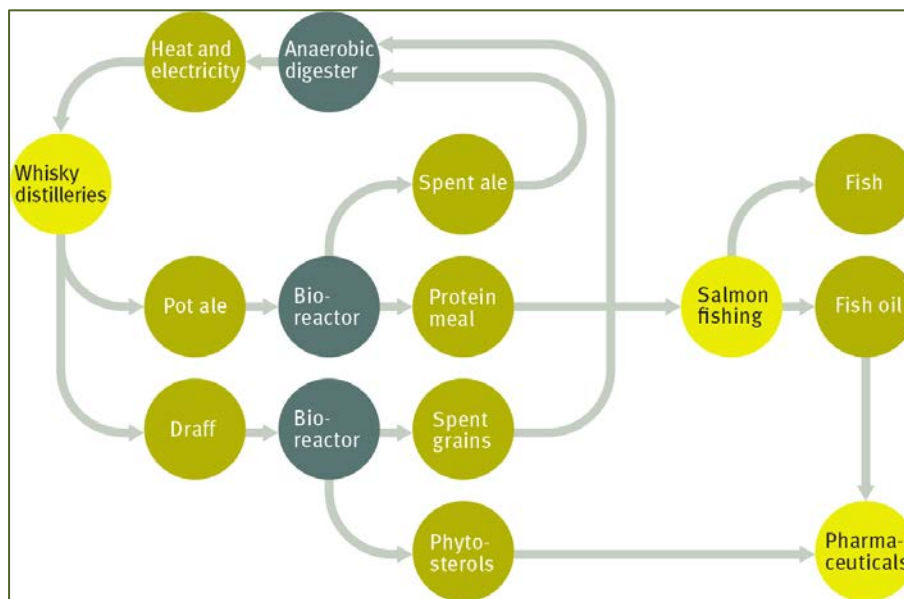 Heat and
electricity
Anaerobic
digester
Whisky
distilleries
Spent ale
Fish
Pot ale
Bio-
reactor
Protein
meal
Salmon
fishing
Fish oil
Draff
Bio-
reactor
Spent
grains
Phyto-
sterols
Pharma-
ceuticals